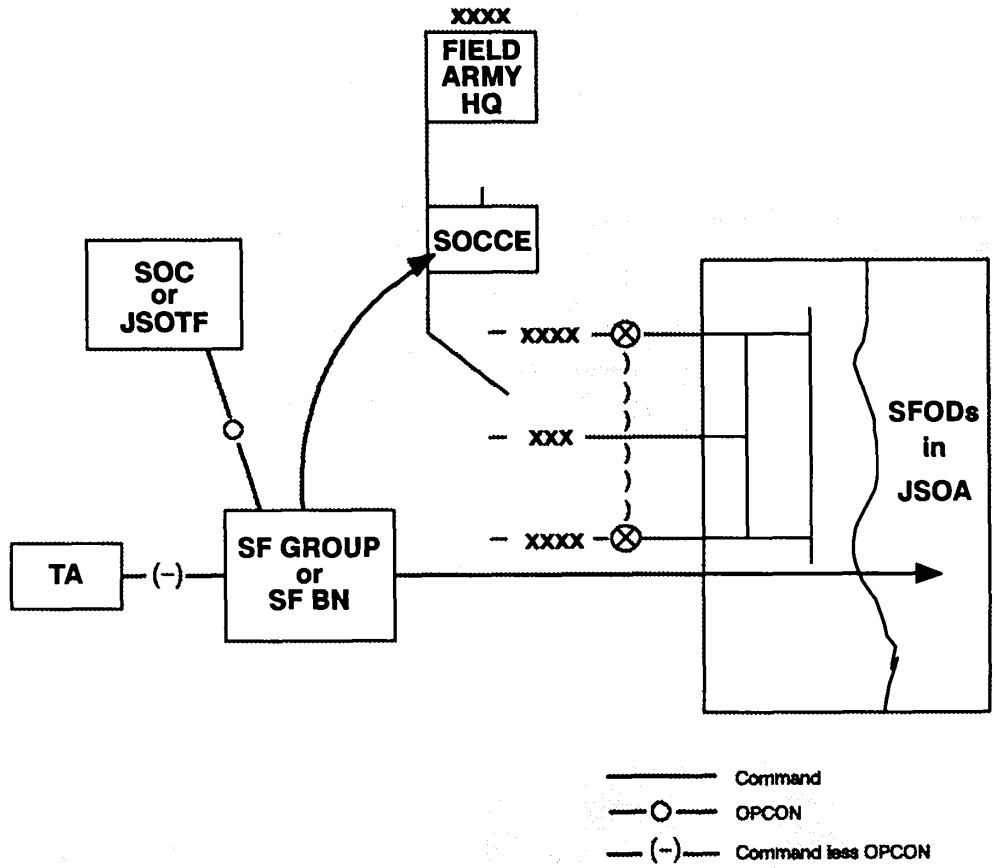 XXXX
FIELD
ARMY
HQ
SOCCE
SOC
or
JSOTF
XXXX
XXX
XXXX
SFODs
in
JSOA
TA
(-)
SF GROUP
or
SF BN
Command
OPCON
(-) Command less OPCON